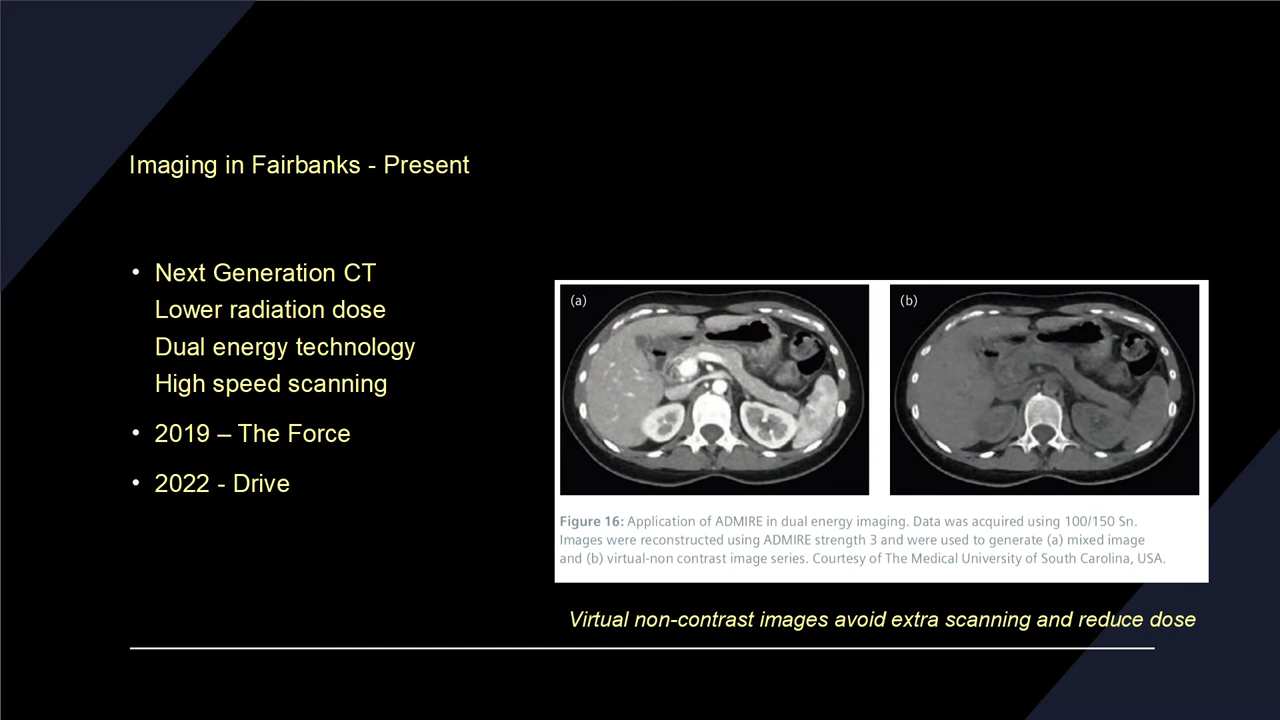 Imaging in Fairbanks - Present
• Next Generation CT
Lower radiation dose
Dual energy technology
High speed scanning
• 2019 – The Force
• 2022 - Drive
(a)
(b)
Figure 16: Application of ADMIRE in dual energy imaging. Data was acquired using 100/150 Sn.
Images were reconstructed using ADMIRE strength 3 and were used to generate (a) mixed image
and (b) virtual-non contrast image series. Courtesy of The Medical University of South Carolina, USA.
Virtual non-contrast images avoid extra scanning and reduce dose